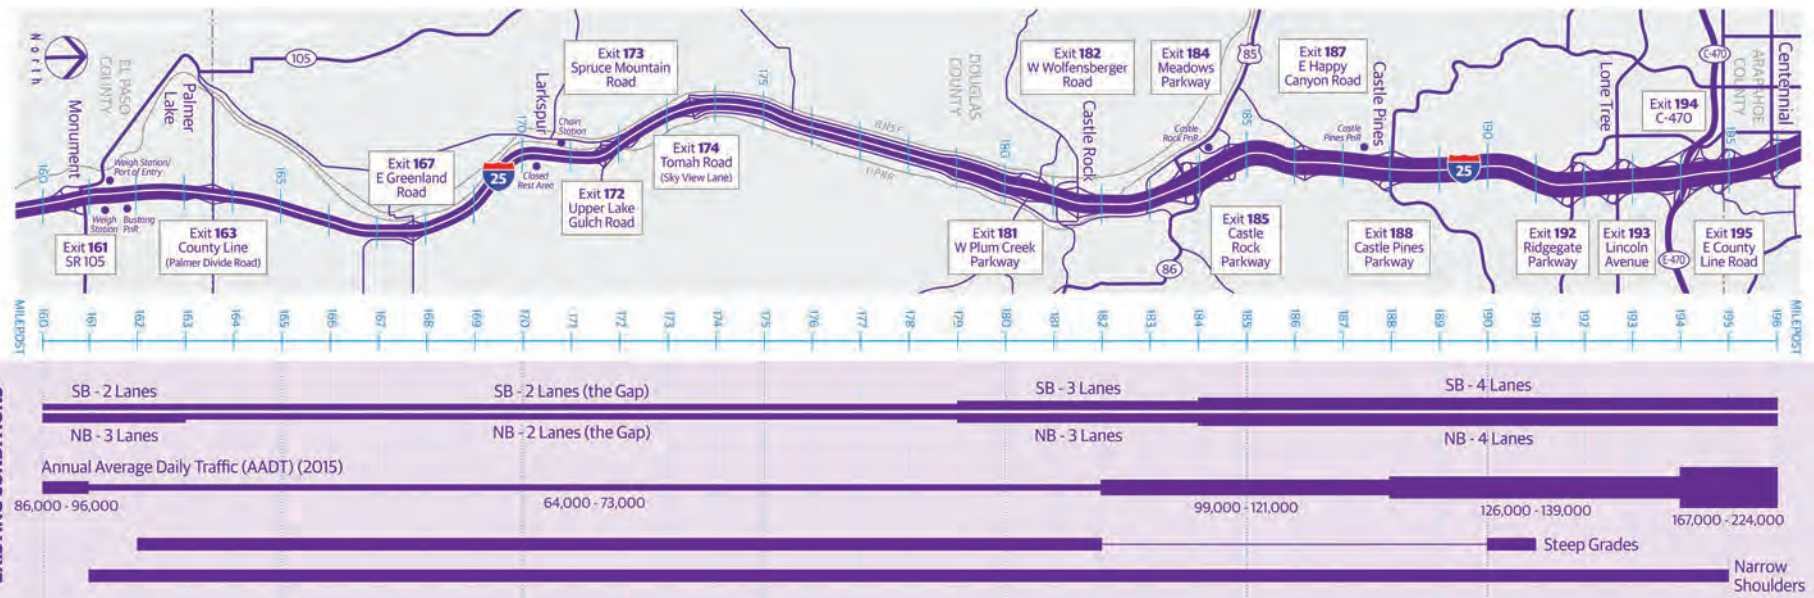 North
Monument
EL PASO
COUNTY
Palmer
Lake
105
Larkspur
Exit 173
Spruce Mountain
Road
DOUGLAS
COUNTY
Exit 182
W Wolfensberger
Road
Castle Rock
Exit 184
Meadows
Parkway
85
Exit 187
E Happy
Canyon Road
Castle Pines
Lone Tree
Exit 194
C-470
C-470
ARAPAHOE
COUNTY
Centennial
160
165
170
175
180
185
190
195
Weigh Station/
Port of Entry
Chain
Station
Closed
Rest Area
BNSF
UPRR
Castle
Rock PnR
Castle
Pines PnR
25
25
Weigh
Station
Bustang
PnR
Exit 161
SR 105
Exit 163
County Line
(Palmer Divide Road)
Exit 167
E Greenland
Road
Exit 172
Upper Lake
Gulch Road
Exit 174
Tomah Road
(Sky View Lane)
Exit 181
W Plum Creek
Parkway
86
Exit 185
Castle
Rock
Parkway
Exit 188
Castle Pines
Parkway
Exit 192
Ridgegate
Parkway
Exit 193
Lincoln
Avenue
E-470
Exit 195
E County
Line Road
MILEPOST 160 161 162 163 164 165 166 167 168 169 170 171 172 173 174 175 176 177 178 179 180 181 182 183 184 185 186 187 188 189 190 191 192 193 194 195 196 MILEPOST
SB - 2 Lanes SB - 2 Lanes (the Gap) SB - 3 Lanes SB - 4 Lanes
NB - 3 Lanes NB - 2 Lanes (the Gap) NB - 3 Lanes NB - 4 Lanes
Annual Average Daily Traffic (AADT) (2015)
86,000 - 96,000 64,000 - 73,000 99,000 - 121,000 126,000 - 139,000 167,000 - 224,000
Steep Grades
Narrow
Shoulders